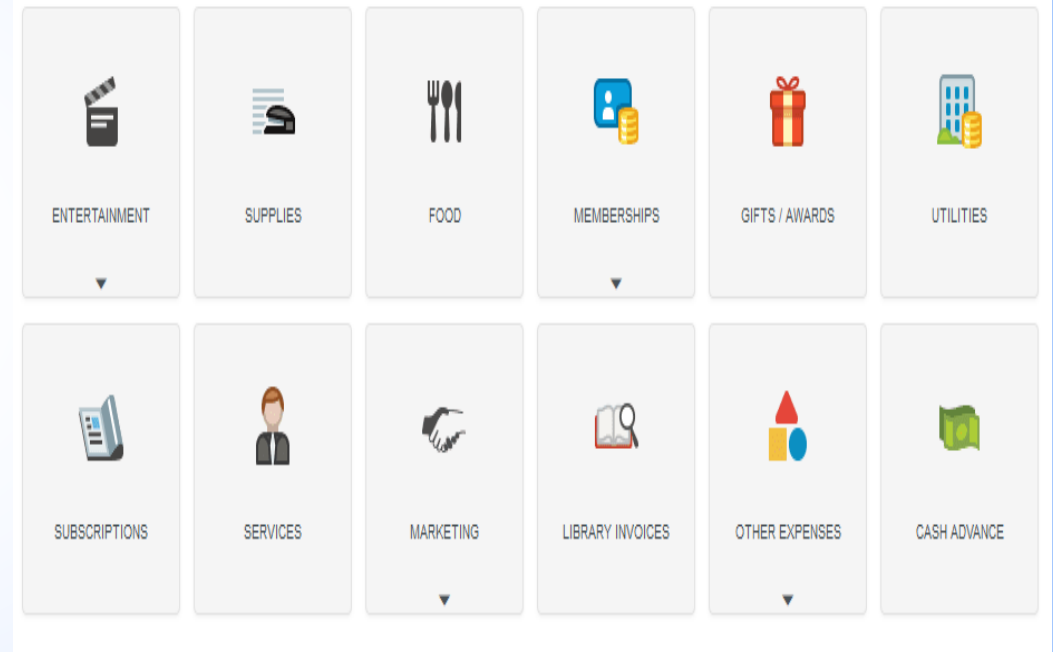 ENTERTAINMENT
SUPPLIES
FOOD
MEMBERSHIPS
GIFTS / AWARDS
UTILITIES
SUBSCRIPTIONS
SERVICES
MARKETING
LIBRARY INVOICES
OTHER EXPENSES
CASH ADVANCE